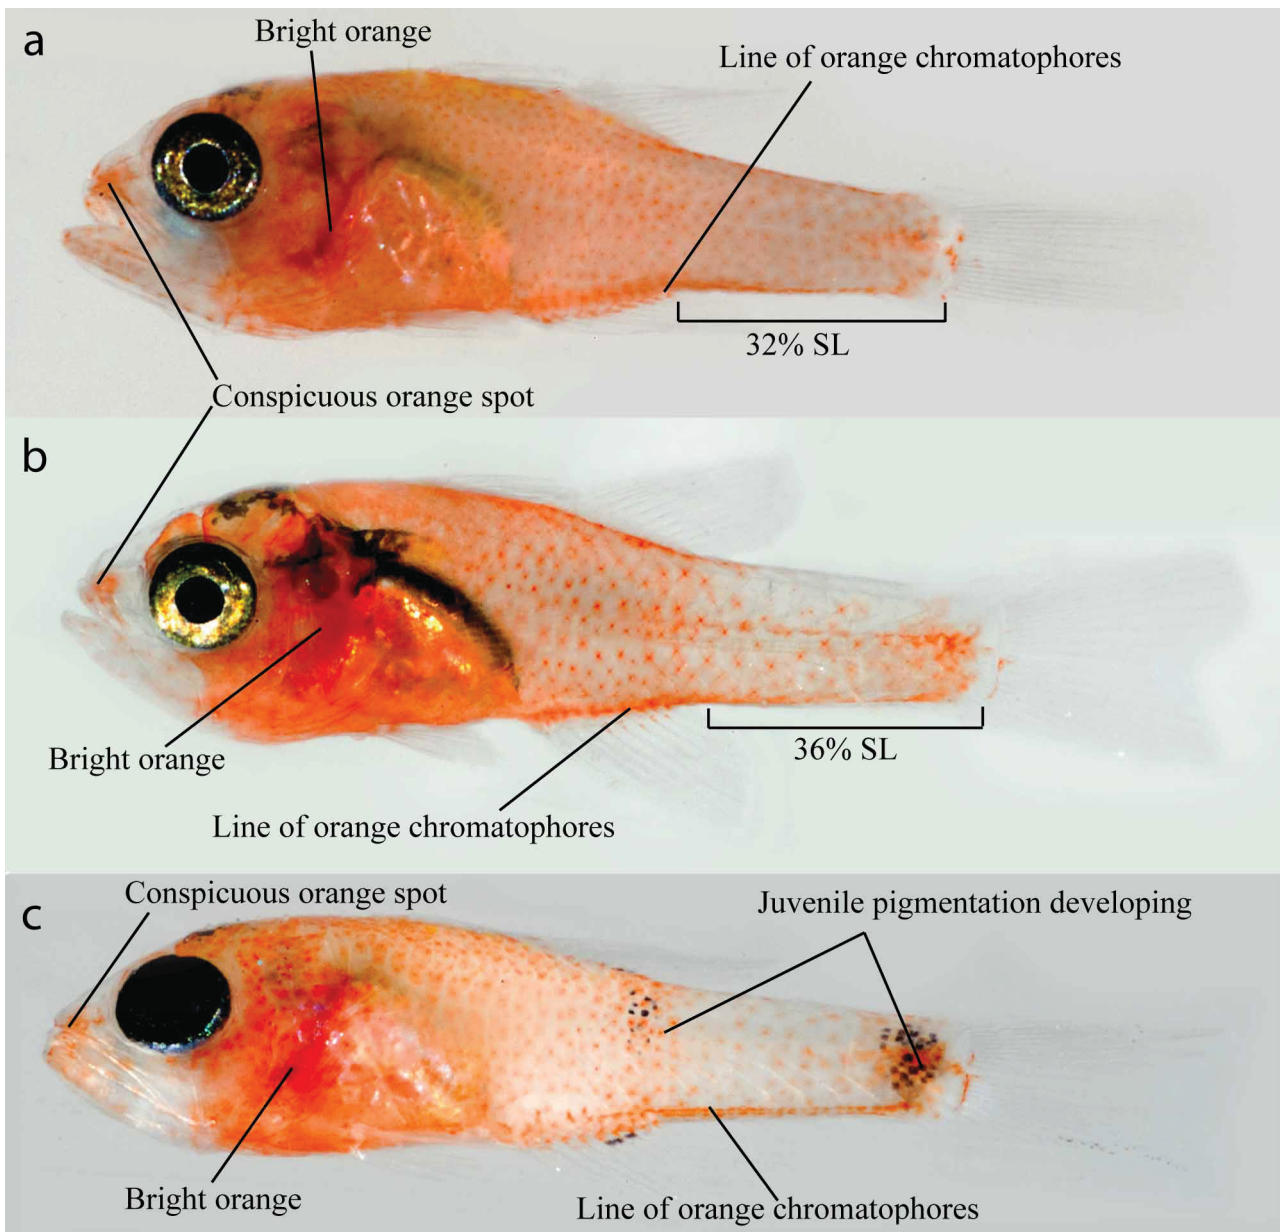 a
Bright orange
Line of orange chromatophores
32% SL
Conspicuous orange spot
b
Bright orange
36% SL
Line of orange chromatophores
c
Conspicuous orange spot
Juvenile pigmentation developing
Bright orange
Line of orange chromatophores